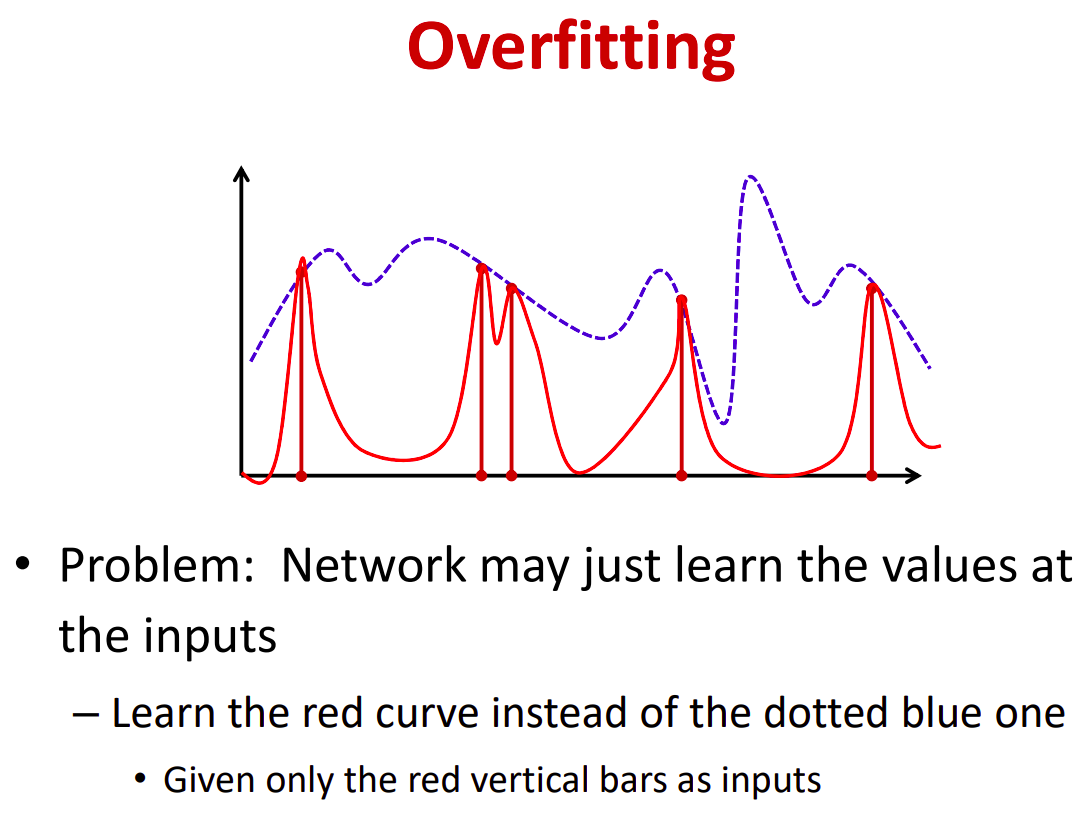 Overfitting
• Problem: Network may just learn the values at
the inputs
– Learn the red curve instead of the dotted blue one
• Given only the red vertical bars as inputs